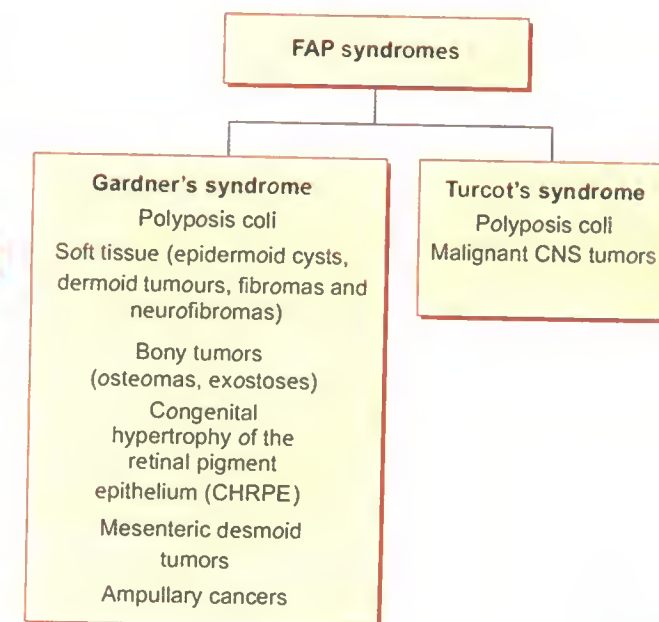 FAP syndromes
Gardner's syndrome
Polyposis coli
Soft tissue (epidermoid cysts,
dermoid tumours, fibromas and
neurofibromas)
Bony tumors
(osteomas, exostoses)
Congenital
hypertrophy of the
retinal pigment
epithelium (CHRPE)
Mesenteric desmoid
tumors
Ampullary cancers
Turcot's syndrome
Polyposis coli
Malignant CNS tumors